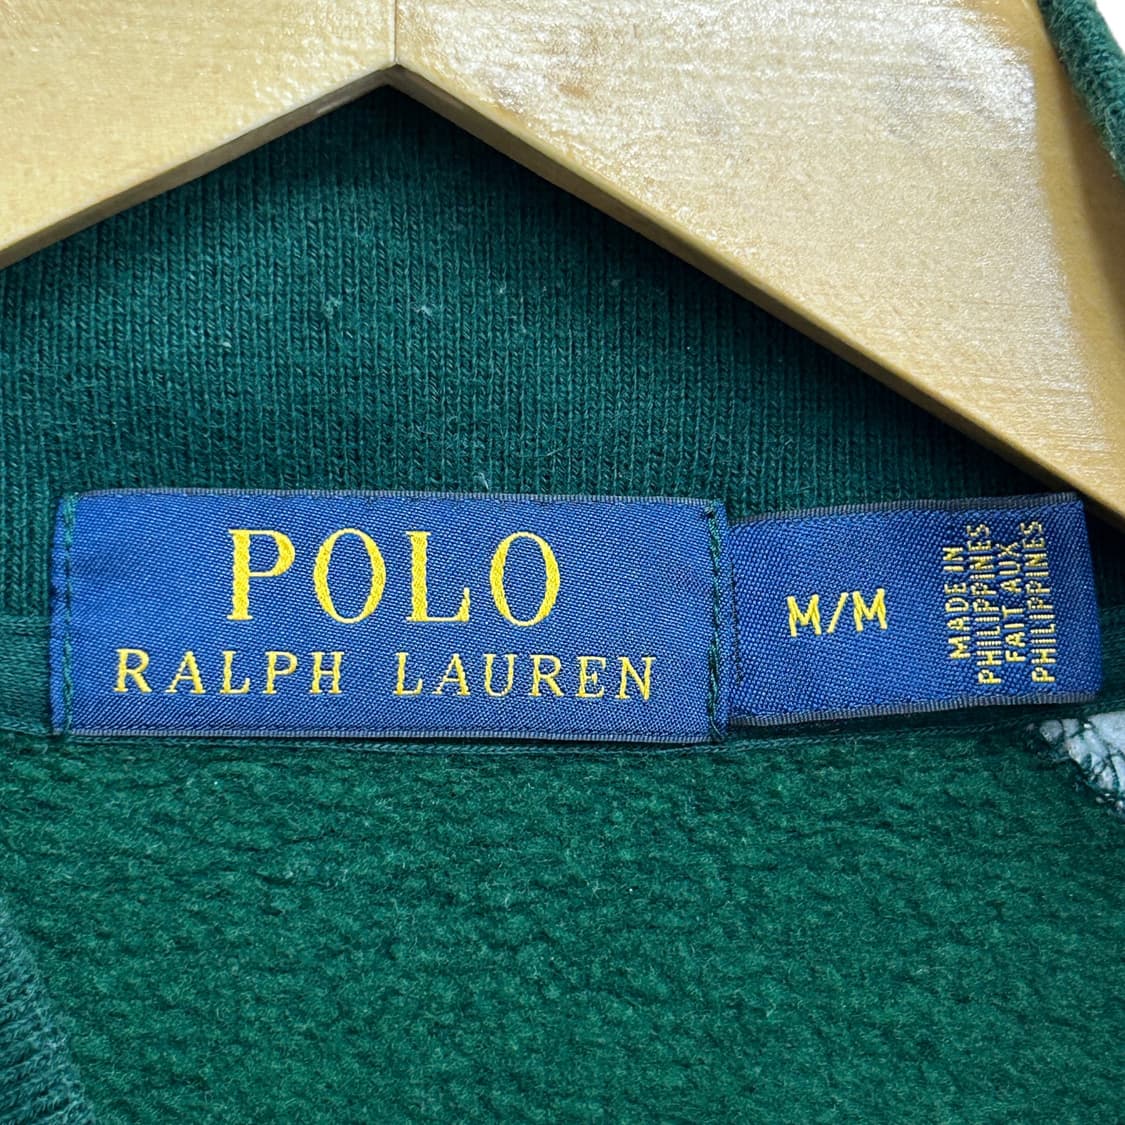 POLO
RALPH LAUREN
M/M
MADE IN
PHILIPPINES
FAIT AUX
PHILIPPINES